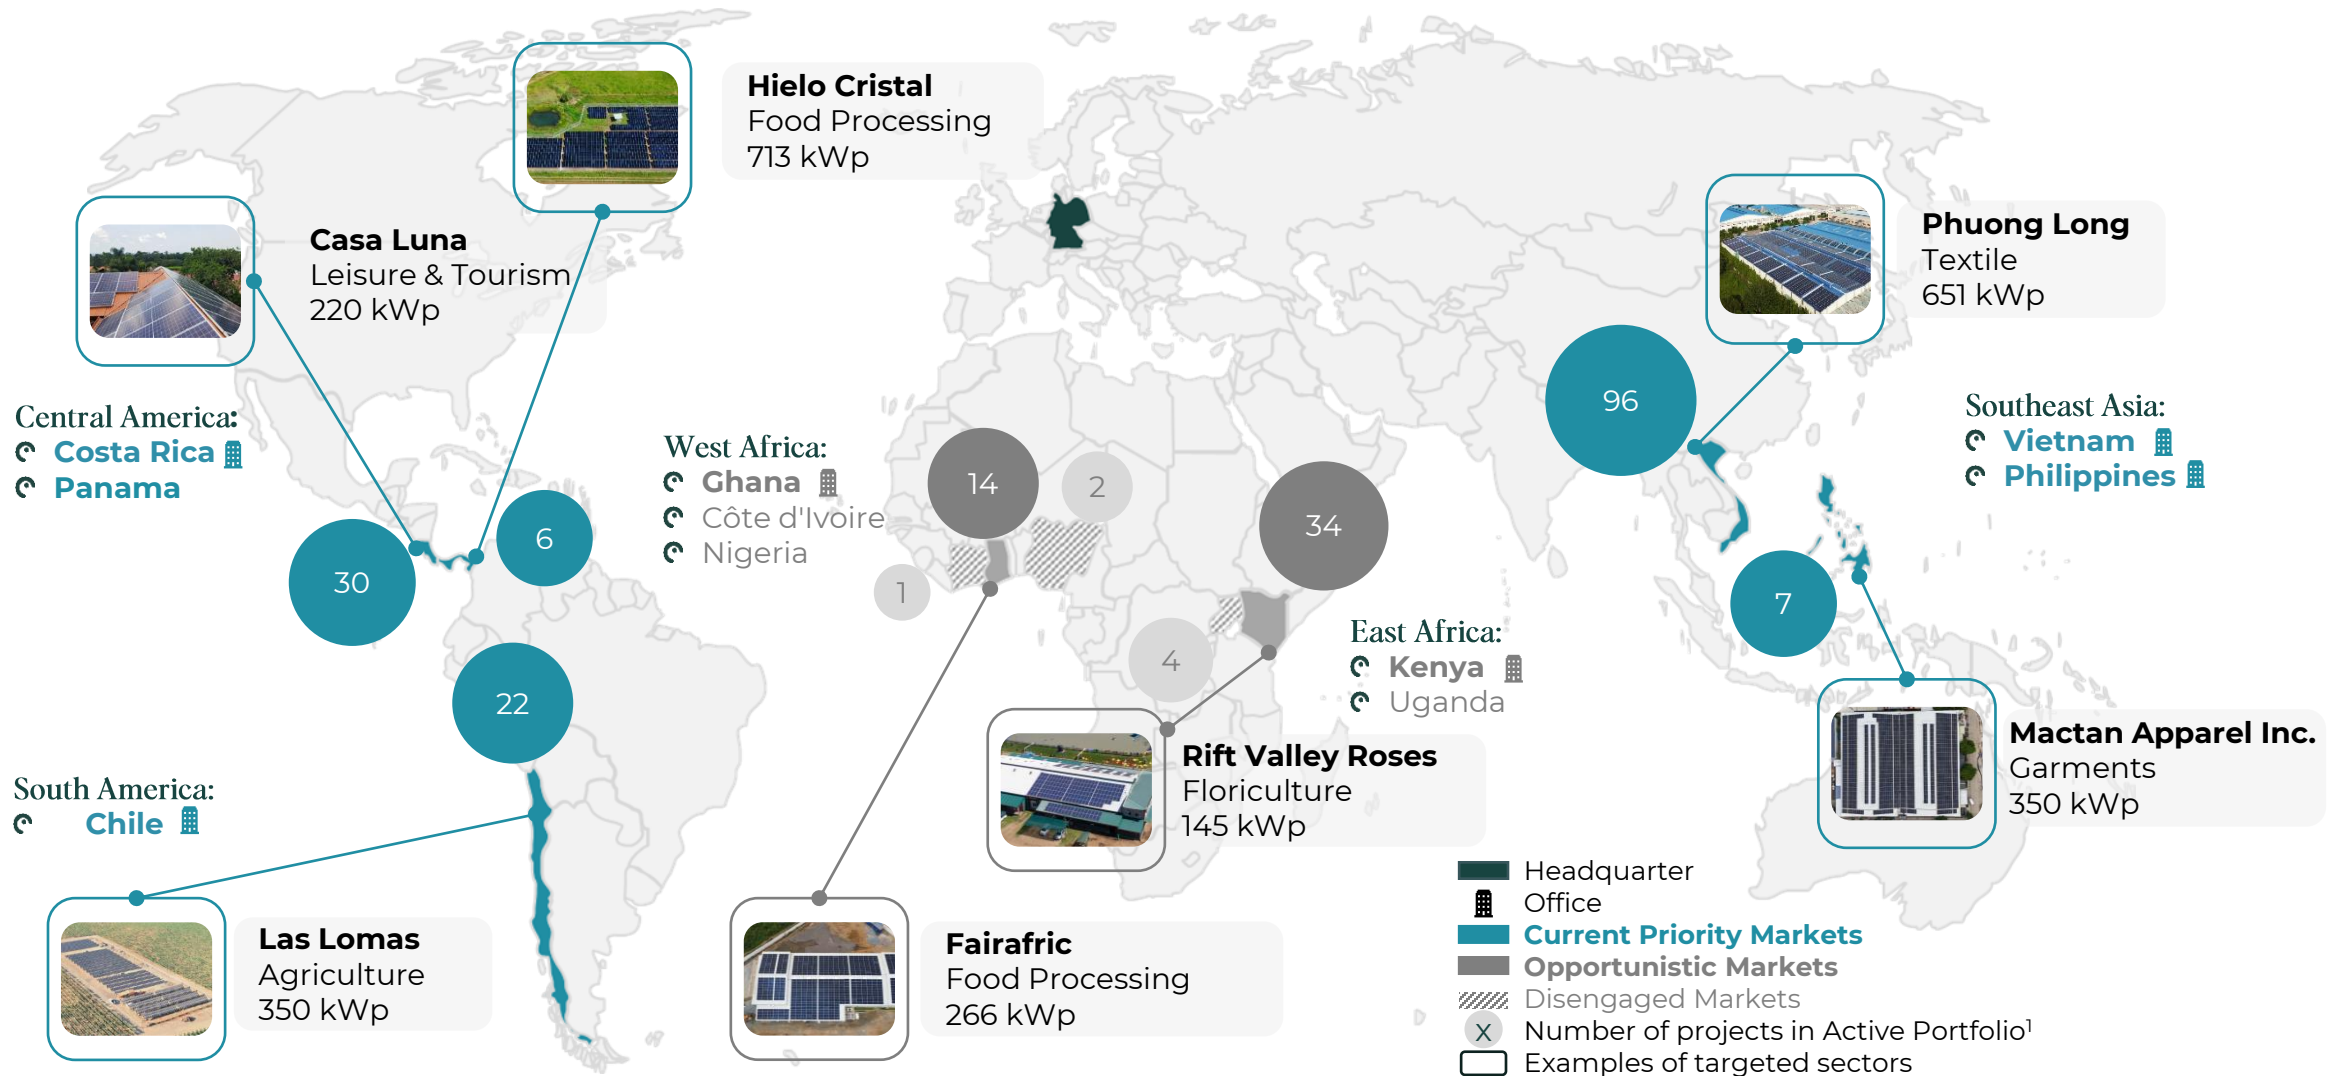 Hielo Cristal
Food Processing
713 kWp
Casa Luna
Leisure & Tourism
220 kWp
Phuong Long
Textile
651 kWp
Central America:
Costa Rica
Panama
30
6
22
West Africa:
Ghana
Côte d'Ivoire
Nigeria
14
2
1
34
4
96
7
Southeast Asia:
Vietnam
Philippines
East Africa:
Kenya
Uganda
South America:
Chile
Rift Valley Roses
Floriculture
145 kWp
Mactan Apparel Inc.
Garments
350 kWp
Las Lomas
Agriculture
350 kWp
Fairafric
Food Processing
266 kWp
Headquarter
Office
Current Priority Markets
Opportunistic Markets
Disengaged Markets
X Number of projects in Active Portfolio¹
Examples of targeted sectors